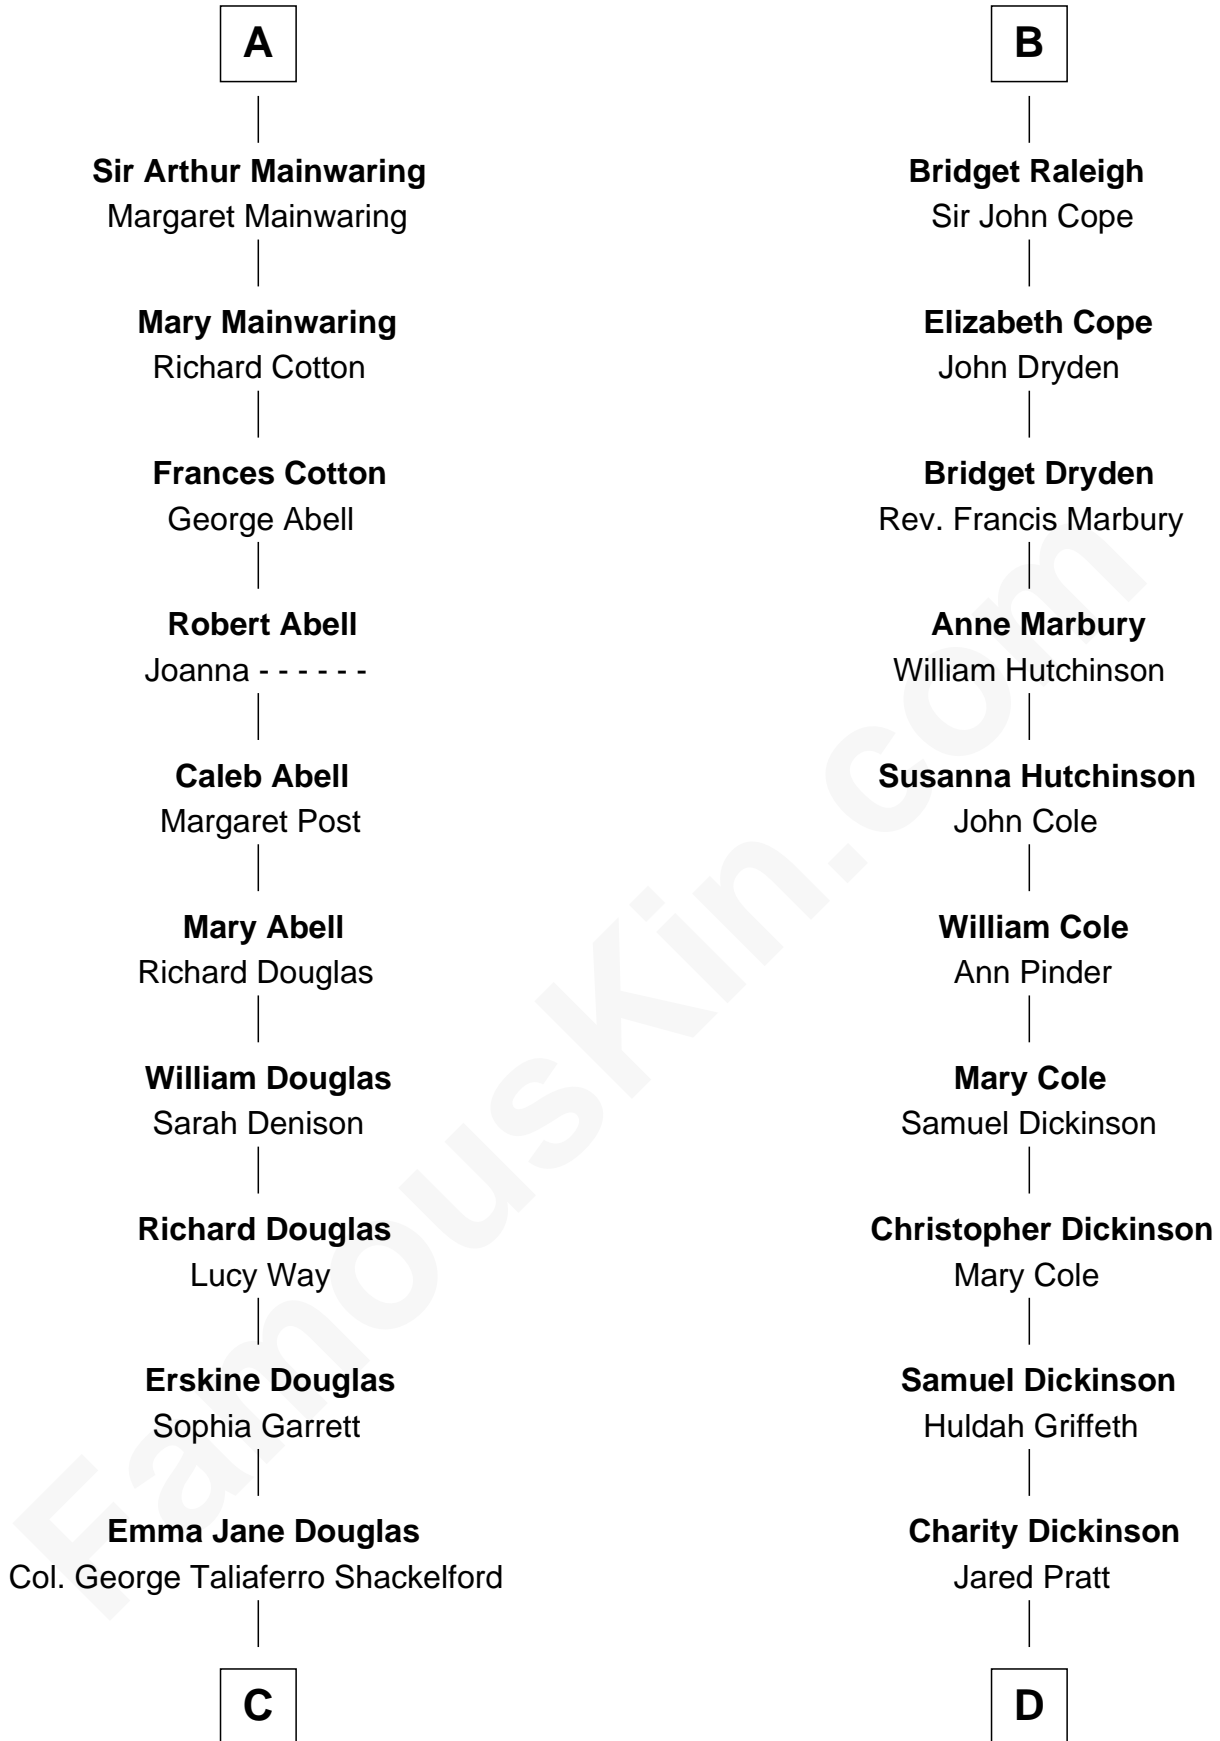 A
Sir Arthur Mainwaring
Margaret Mainwaring
Mary Mainwaring
Richard Cotton
Frances Cotton
George Abell
Robert Abell
Joanna - - - - - -
Caleb Abell
Margaret Post
Mary Abell
Richard Douglas
William Douglas
Sarah Denison
Richard Douglas
Lucy Way
Erskine Douglas
Sophia Garrett
Emma Jane Douglas
Col. George Taliaferro Shackelford
C
B
Bridget Raleigh
Sir John Cope
Elizabeth Cope
John Dryden
Bridget Dryden
Rev. Francis Marbury
Anne Marbury
William Hutchinson
Susanna Hutchinson
John Cole
William Cole
Ann Pinder
Mary Cole
Samuel Dickinson
Christopher Dickinson
Mary Cole
Samuel Dickinson
Huldah Griffeth
Charity Dickinson
Jared Pratt
D
FamousKin.com